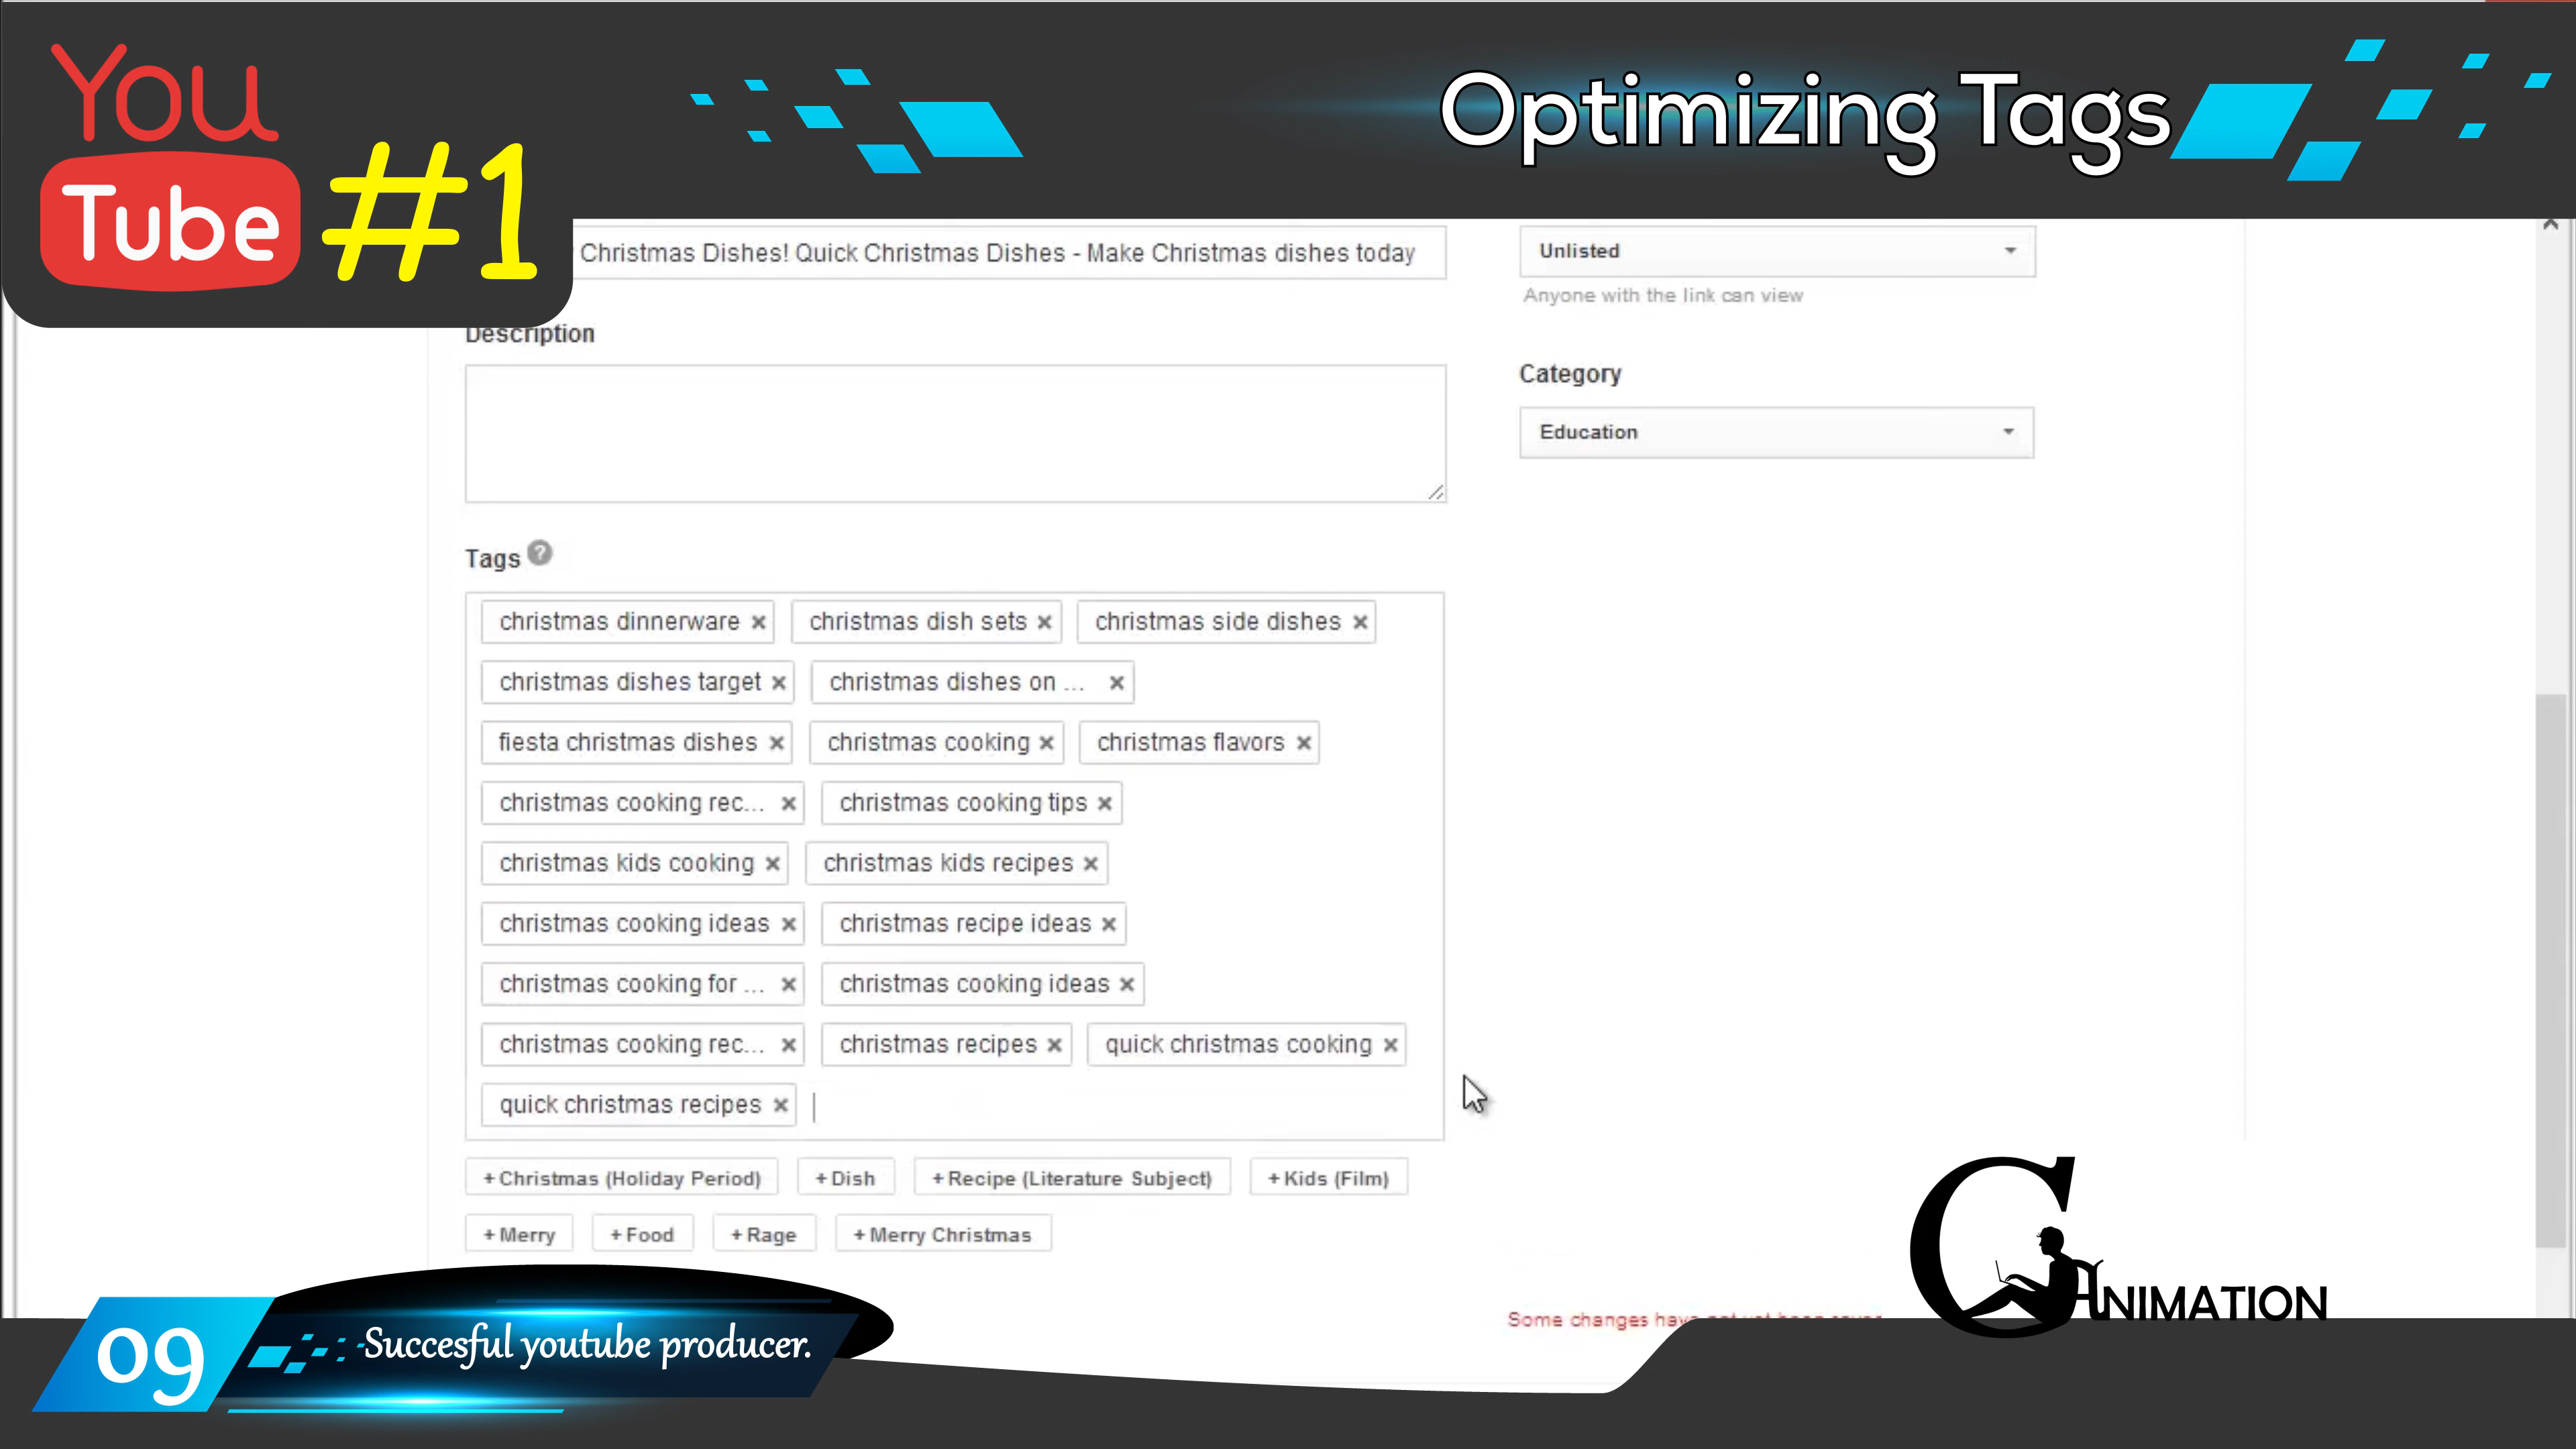 You
Tube #1
Optimizing Tags
Christmas Dishes! Quick Christmas Dishes - Make Christmas dishes today
Unlisted
Anyone with the link can view
Description
Category
Education
Tags ?
christmas dinnerware × christmas dish sets × christmas side dishes ×
christmas dishes target × christmas dishes on ... ×
fiesta christmas dishes × christmas cooking × christmas flavors ×
christmas cooking rec... × christmas cooking tips ×
christmas kids cooking × christmas kids recipes ×
christmas cooking ideas × christmas recipe ideas ×
christmas cooking for ... × christmas cooking ideas ×
christmas cooking rec... × christmas recipes × quick christmas cooking ×
quick christmas recipes ×
+ Christmas (Holiday Period) + Dish + Recipe (Literature Subject) + Kids (Film)
+ Merry + Food + Rage + Merry Christmas
Some changes
C ANIMATION
09 Succesful youtube producer.